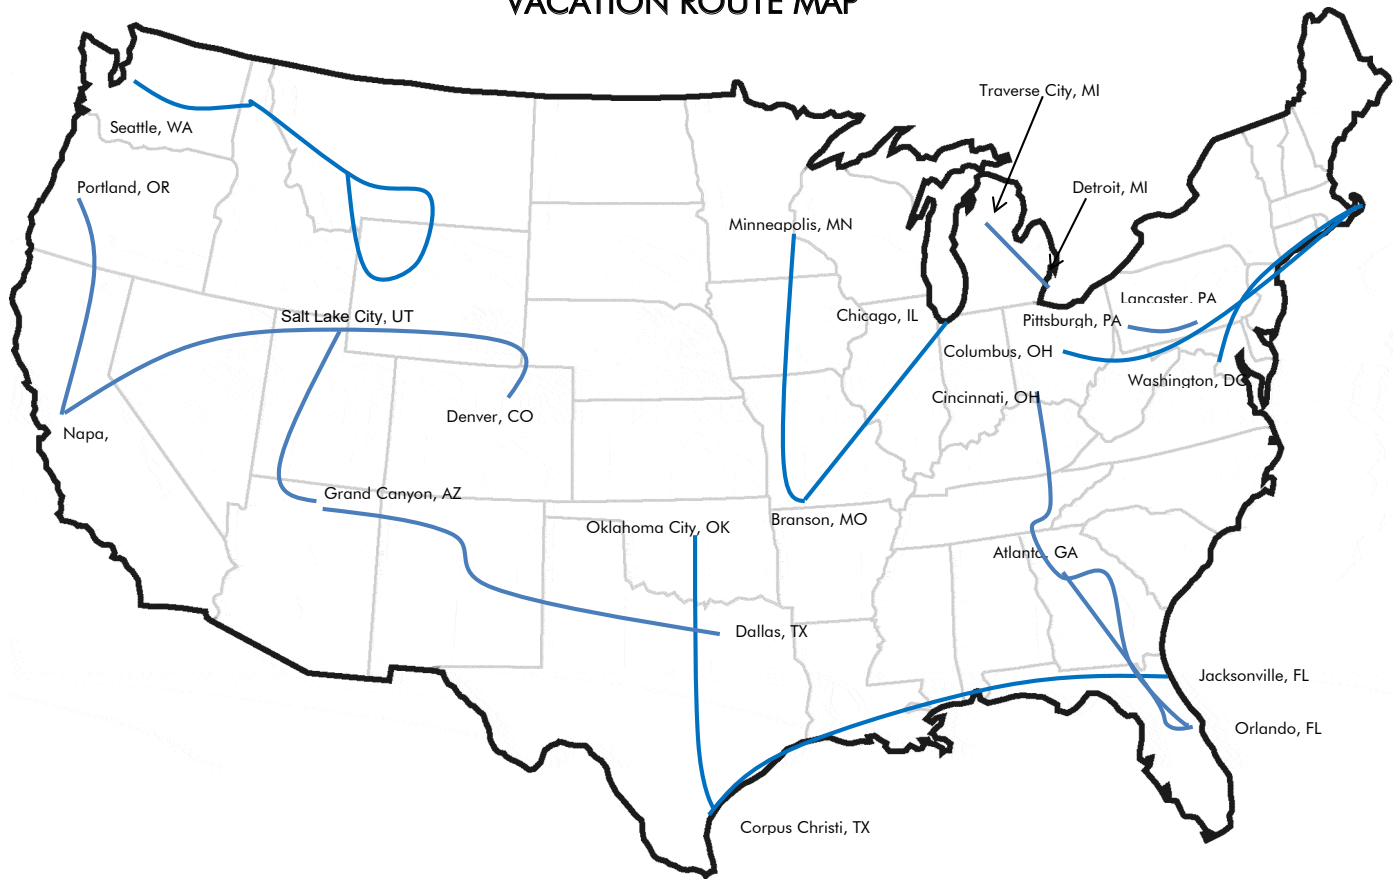 VACATION ROUTE MAP
Traverse City, MI
Seattle, WA
Portland, OR
Detroit, MI
Minneapolis, MN
Lancaster, PA
Salt Lake City, UT
Chicago, IL
Pittsburgh, PA
Columbus, OH
Washington, DC
Cincinnati, OH
Denver, CO
Napa,
Grand Canyon, AZ
Branson, MO
Oklahoma City, OK
Atlanta, GA
Dallas, TX
Jacksonville, FL
Orlando, FL
Corpus Christi, TX